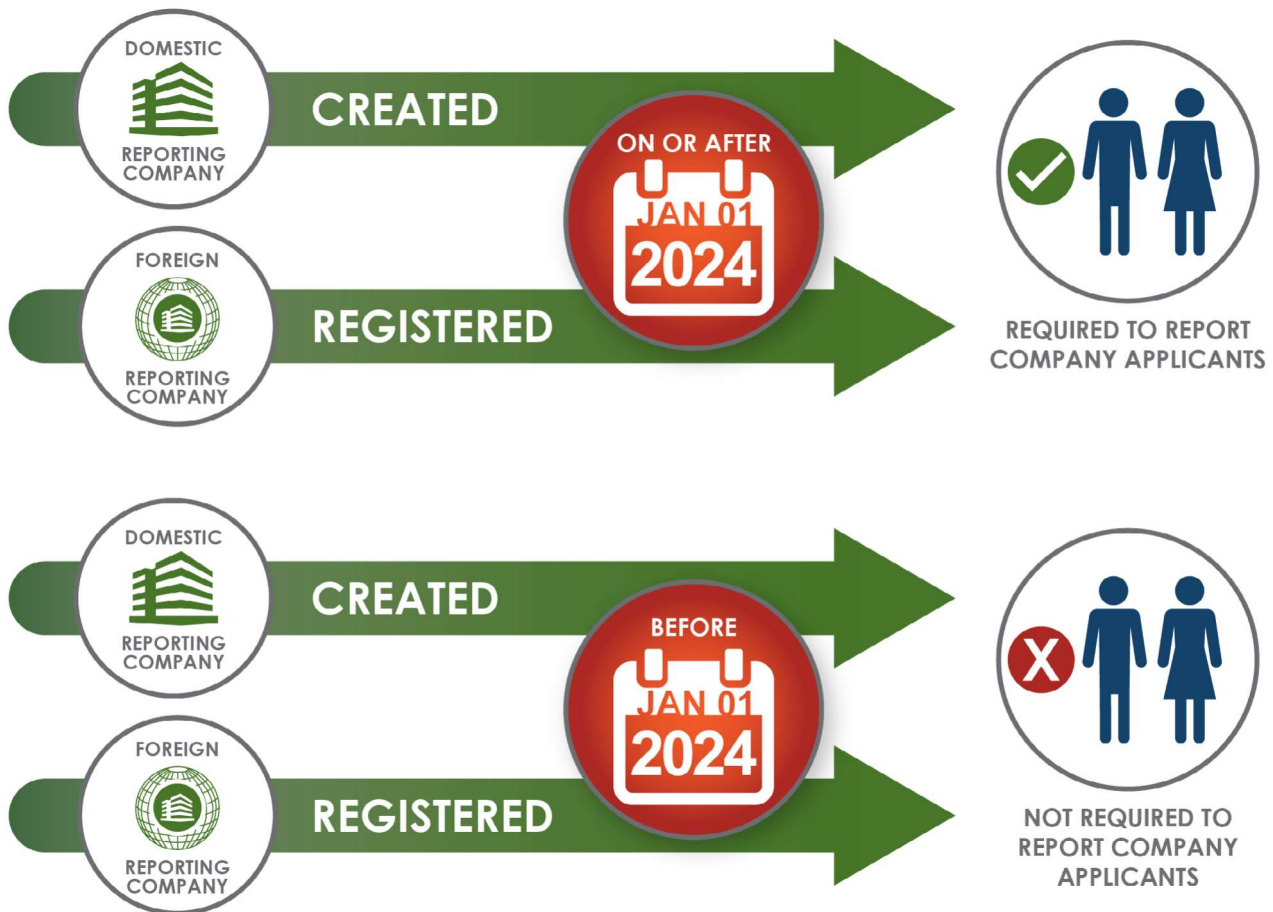 DOMESTIC
REPORTING
COMPANY
CREATED
FOREIGN
REPORTING
COMPANY
REGISTERED
ON OR AFTER
JAN 01
2024
REQUIRED TO REPORT
COMPANY APPLICANTS
DOMESTIC
REPORTING
COMPANY
CREATED
FOREIGN
REPORTING
COMPANY
REGISTERED
BEFORE
JAN 01
2024
X
NOT REQUIRED TO
REPORT COMPANY
APPLICANTS